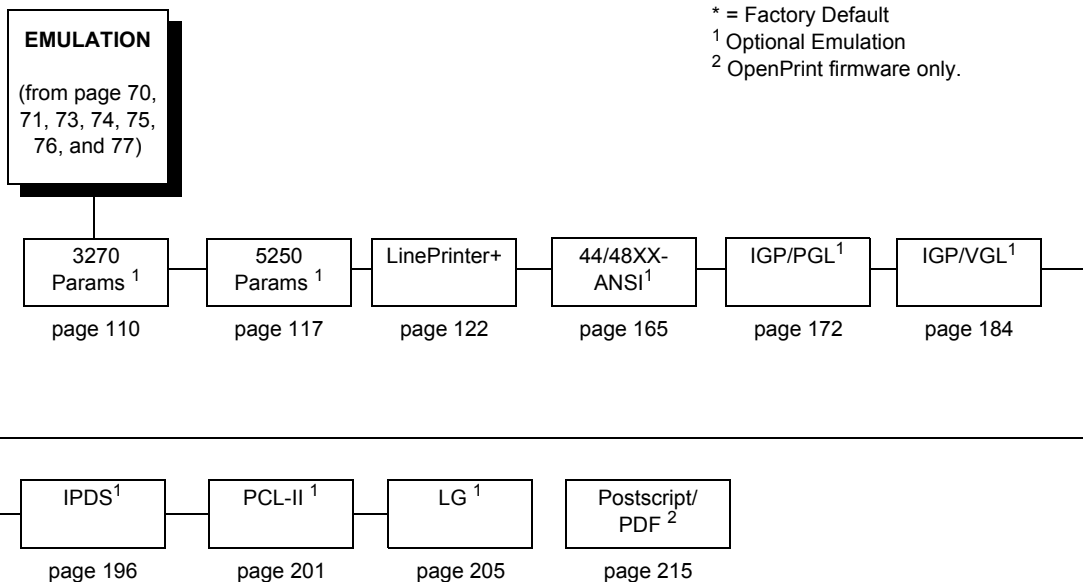 * = Factory Default
1 Optional Emulation
2 OpenPrint firmware only.
EMULATION
(from page 70,
71, 73, 74, 75,
76, and 77)
3270
Params 1
page 110
5250
Params 1
page 117
LinePrinter+
page 122
44/48XX-
ANSI1
page 165
IGP/PGL1
page 172
IGP/VGL1
page 184
IPDS1
page 196
PCL-II 1
page 201
LG 1
page 205
Postscript/
PDF 2
page 215